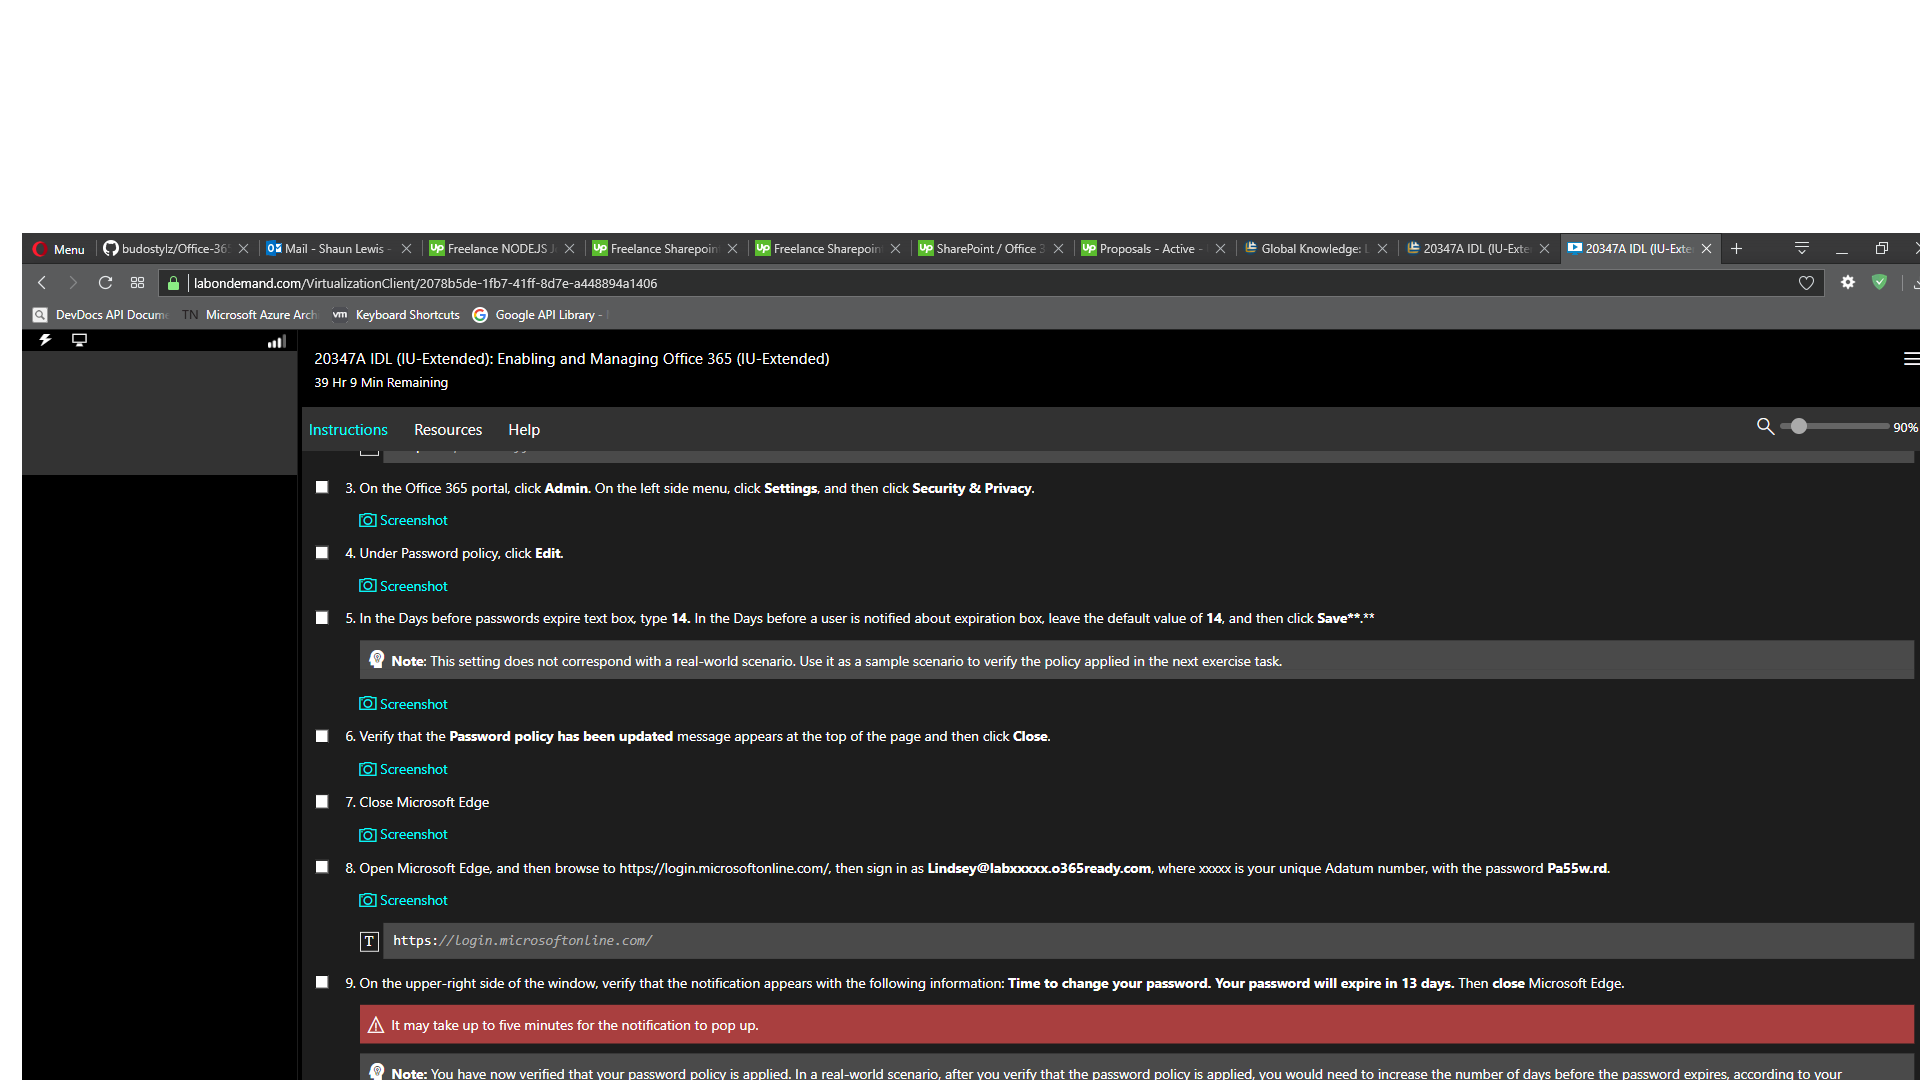 Menu budostylz/Office-365 Mail - Shaun Lewis - Freelance NODEJS J Freelance Sharepoin Freelance Sharepoin SharePoint / Office 3 Proposals - Active - Global Knowledge: L 20347A IDL (IU-Exte 20347A IDL (IU-Exte
labondemand.com/VirtualizationClient/2078b5de-1fb7-41ff-8d7e-a448894a1406
DevDocs API Docume TN Microsoft Azure Arch vm Keyboard Shortcuts Google API Library -
20347A IDL (IU-Extended): Enabling and Managing Office 365 (IU-Extended)
39 Hr 9 Min Remaining
Instructions Resources Help 90%
3. On the Office 365 portal, click Admin. On the left side menu, click Settings, and then click Security & Privacy.
Screenshot
4. Under Password policy, click Edit.
Screenshot
5. In the Days before passwords expire text box, type 14. In the Days before a user is notified about expiration box, leave the default value of 14, and then click Save**.**
Note: This setting does not correspond with a real-world scenario. Use it as a sample scenario to verify the policy applied in the next exercise task.
Screenshot
6. Verify that the Password policy has been updated message appears at the top of the page and then click Close.
Screenshot
7. Close Microsoft Edge
Screenshot
8. Open Microsoft Edge, and then browse to https://login.microsoftonline.com/, then sign in as Lindsey@labxxxxx.o365ready.com, where xxxxx is your unique Adatum number, with the password Pa55w.rd.
Screenshot
T https://login.microsoftonline.com/
9. On the upper-right side of the window, verify that the notification appears with the following information: Time to change your password. Your password will expire in 13 days. Then close Microsoft Edge.
It may take up to five minutes for the notification to pop up.
Note: You have now verified that your password policy is applied. In a real-world scenario, after you verify that the password policy is applied, you would need to increase the number of days before the password expires, according to your